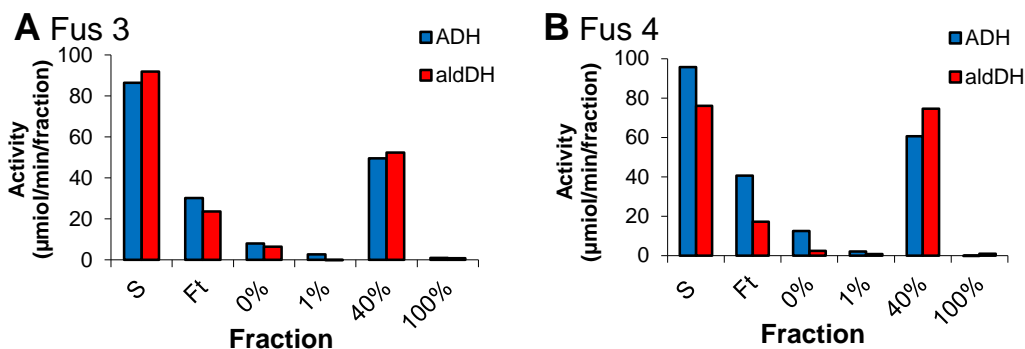 A Fus 3
ADH
aldDH
Activity
(µmiol/min/fraction)
100
80
60
40
20
0
S
Ft
0%
1%
40%
100%
Fraction
B Fus 4
ADH
aldDH
Activity
(µmiol/min/fraction)
100
80
60
40
20
0
S
Ft
0%
1%
40%
100%
Fraction